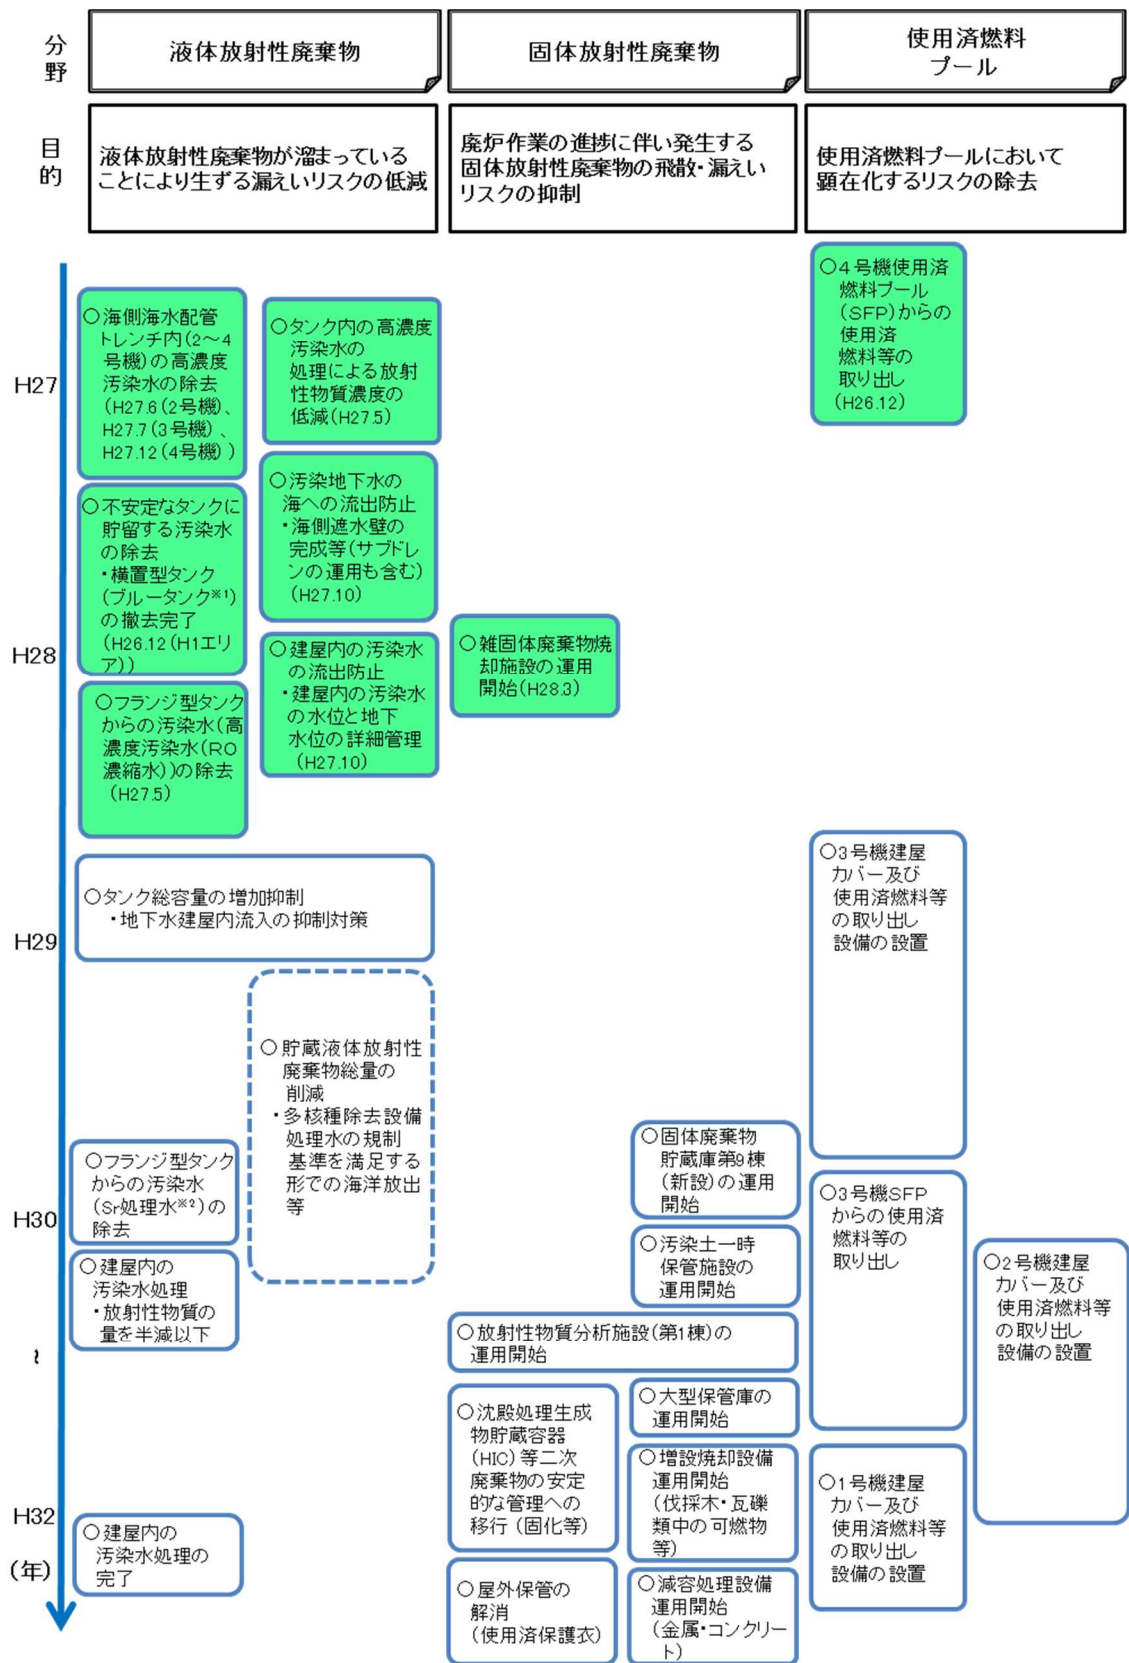 分野
液体放射性廃棄物
固体放射性廃棄物
使用済燃料
プール
目的
液体放射性廃棄物が溜まっている
ことにより生ずる漏えいリスクの低減
廃炉作業の進捗に伴い発生する
固体放射性廃棄物の飛散・漏えい
リスクの抑制
使用済燃料プールにおいて
顕在化するリスクの除去
H27
○海側海水配管
トレンチ内(2～4
号機)の高濃度
汚染水の除去
(H27.6(2号機)、
H27.7(3号機)、
H27.12(4号機))
○タンク内の高濃度
汚染水の
処理による放射
性物質濃度の
低減(H27.5)
○4号機使用済
燃料プール
(SFP)からの
使用済
燃料等の
取り出し
(H26.12)
○不安定なタンクに
貯留する汚染水
の除去
・横置型タンク
(ブルータンク※1)
の撤去完了
(H26.12(H1エリ
ア))
○汚染地下水の
海への流出防止
・海側遮水壁の
完成等(サブドレ
ンの運用も含む)
(H27.10)
H28
○フランジ型タンク
からの汚染水(高
濃度汚染水(RO
濃縮水))の除去
(H27.5)
○建屋内の汚染水
の流出防止
・建屋内の汚染水
の水位と地下
水位の詳細管理
(H27.10)
○雑固体廃棄物焼
却施設の運用
開始(H28.3)
H29
○タンク総容量の増加抑制
・地下水建屋内流入の抑制対策
○3号機建屋
カバー及び
使用済燃料等
の取り出し
設備の設置
○貯蔵液体放射性
廃棄物総量の
削減
・多核種除去設備
処理水の規制
基準を満足する
形での海洋放出
等
H30
○フランジ型タンク
からの汚染水
(Sr処理水※2)の
除去
○固体廃棄物
貯蔵庫第9棟
(新設)の運用
開始
○3号機SFP
からの使用済
燃料等の
取り出し
○建屋内の
汚染水処理
・放射性物質の
量を半減以下
○汚染土一時
保管施設の
運用開始
○2号機建屋
カバー及び
使用済燃料等
の取り出し
設備の設置
～
○放射性物質分析施設(第1棟)の
運用開始
○沈殿処理生成
物貯蔵容器
(HIC)等二次
廃棄物の安定
的な管理への
移行(固化等)
○大型保管庫の
運用開始
○増設焼却設備
運用開始
(伐採木・瓦礫
類中の可燃物
等)
○1号機建屋
カバー及び
使用済燃料等
の取り出し
設備の設置
H32
○建屋内の
汚染水処理の
完了
(年)
○屋外保管の
解消
(使用済保護衣)
○減容処理設備
運用開始
(金属・コンクリー
ト)